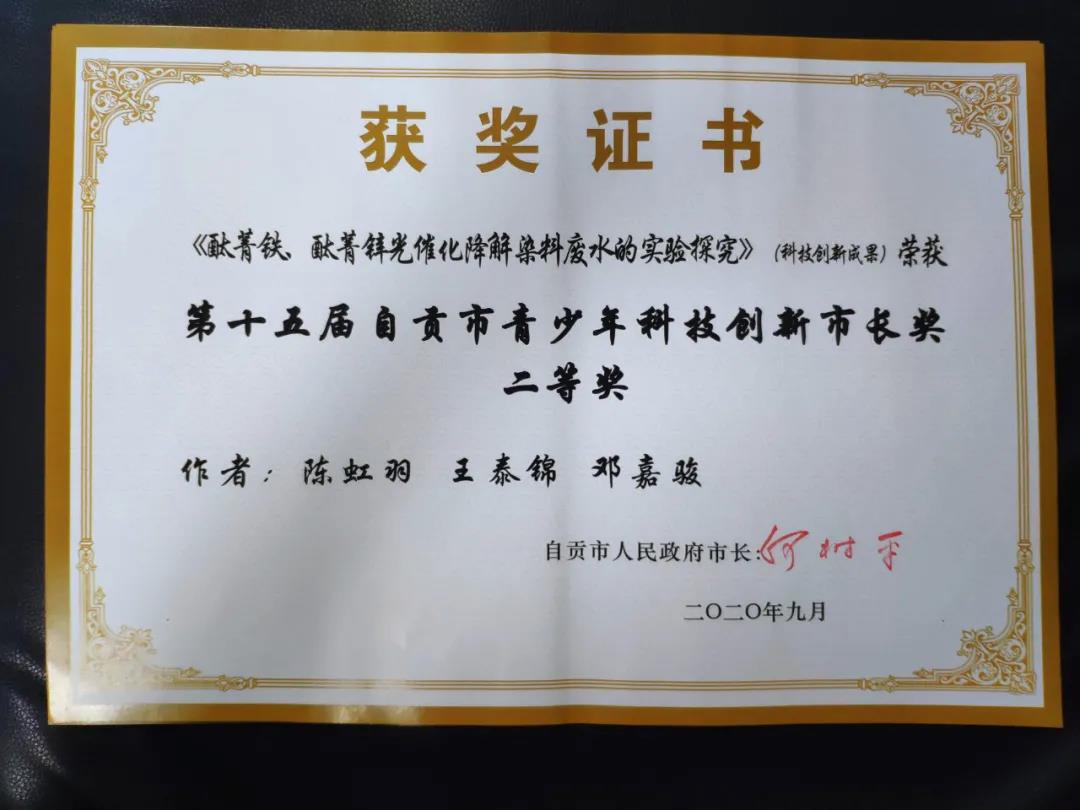 获奖证书
《酞菁铁、酞菁锌光催化降解染料废水的实验探究》(科技创新成果)荣获
第十五届自贡市青少年科技创新市长奖
二等奖
作者:陈虹羽 王泰锦 邓嘉骏
自贡市人民政府市长:何树平
二〇二〇年九月